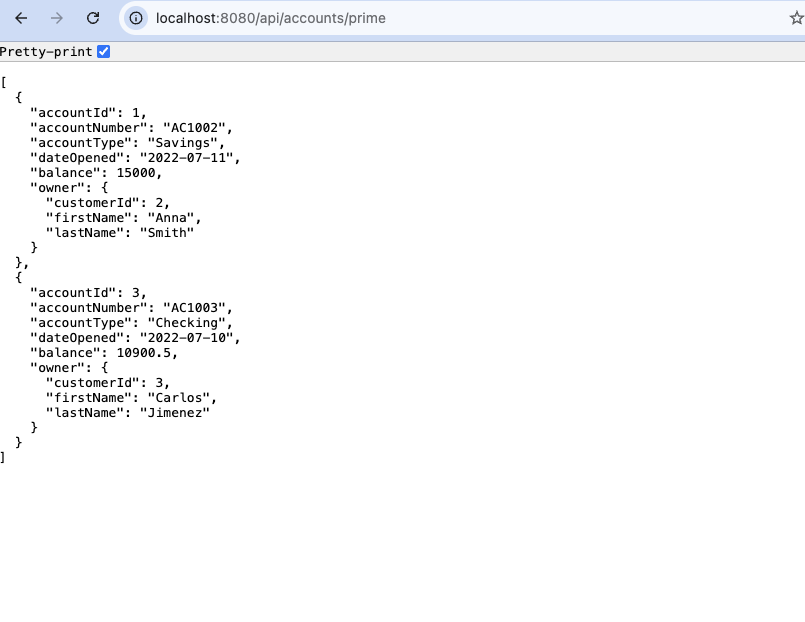 localhost:8080/api/accounts/prime
Pretty-print
[
  {
    "accountId": 1,
    "accountNumber": "AC1002",
    "accountType": "Savings",
    "dateOpened": "2022-07-11",
    "balance": 15000,
    "owner": {
      "customerId": 2,
      "firstName": "Anna",
      "lastName": "Smith"
    }
  },
  {
    "accountId": 3,
    "accountNumber": "AC1003",
    "accountType": "Checking",
    "dateOpened": "2022-07-10",
    "balance": 10900.5,
    "owner": {
      "customerId": 3,
      "firstName": "Carlos",
      "lastName": "Jimenez"
    }
  }
]